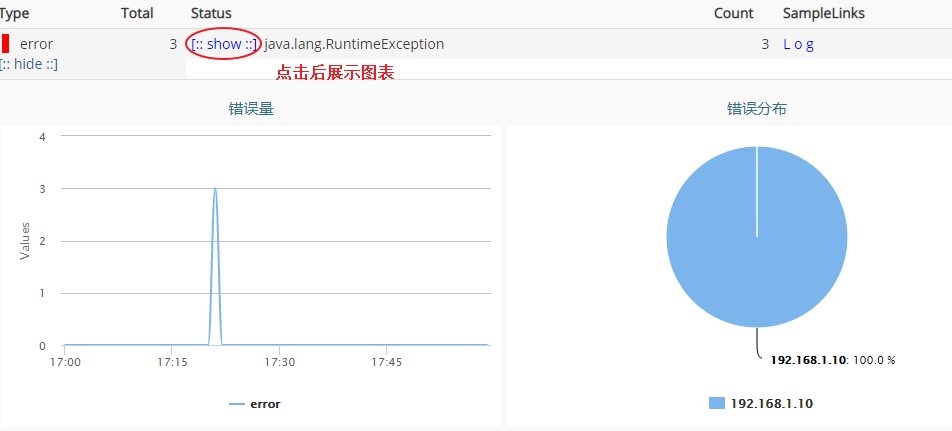 Type Total Status Count SampleLinks
error 3 [:: show ::] java.lang.RuntimeException 3 L o g
[:: hide ::]
点击后展示图表
错误量 错误分布
4
3
2
1
0
Values
17:00 17:15 17:30 17:45
192.168.1.10: 100.0 %
error 192.168.1.10